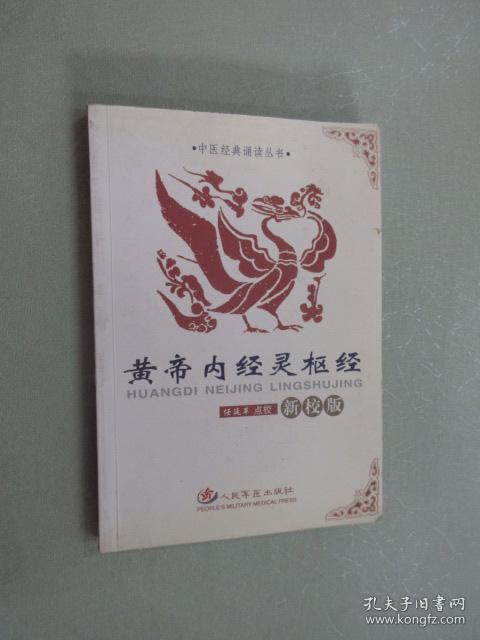 •中医经典诵读丛书•
黄帝内经灵枢经
HUANGDI NEIJING LINGSHUJING
任廷革 点校 新校版
人民军医出版社
PEOPLE'S MILITARY MEDICAL PRESS
孔夫子旧书网
www.kongfz.com